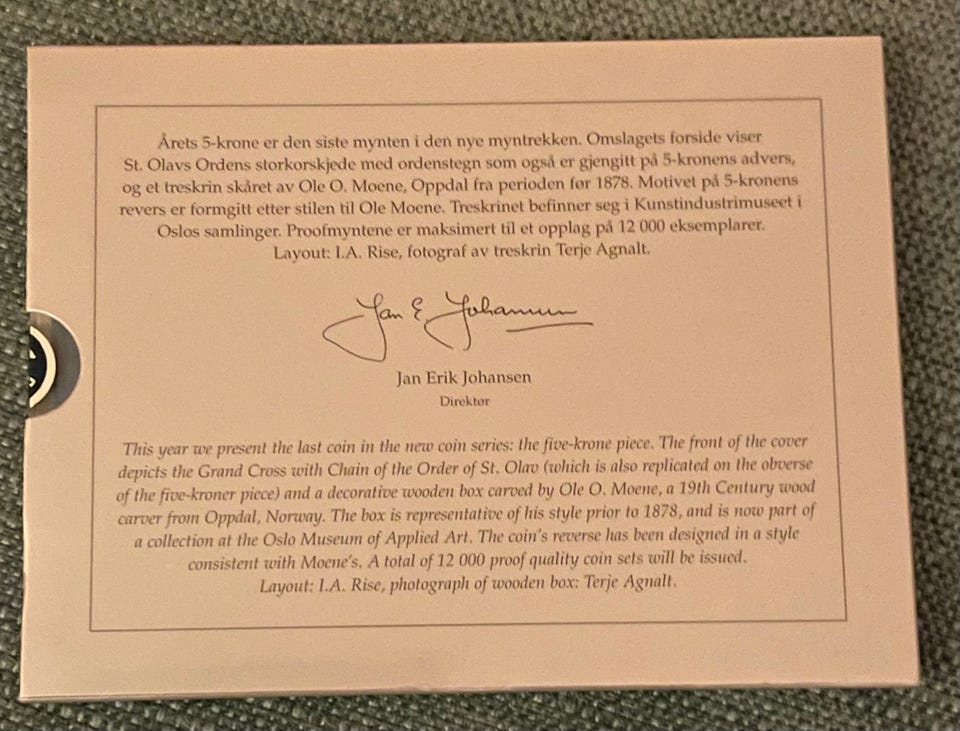 Årets 5-krone er den siste mynten i den nye myntrekken. Omslagets forside viser
St. Olavs Ordens storkorskjede med ordenstegn som også er gjengitt på 5-kronens advers,
og et treskrin skåret av Ole O. Moene, Oppdal fra perioden før 1878. Motivet på 5-kronens
revers er formgitt etter stilen til Ole Moene. Treskrinet befinner seg i Kunstindustrimuseet i
Oslos samlinger. Proofmyntene er maksimert til et opplag på 12 000 eksemplarer.
Layout: I.A. Rise, fotograf av treskrin Terje Agnalt.
Jan E Johansen
Jan Erik Johansen
Direktør
This year we present the last coin in the new coin series: the five-krone piece. The front of the cover
depicts the Grand Cross with Chain of the Order of St. Olav (which is also replicated on the obverse
of the five-kroner piece) and a decorative wooden box carved by Ole O. Moene, a 19th Century wood
carver from Oppdal, Norway. The box is representative of his style prior to 1878, and is now part of
a collection at the Oslo Museum of Applied Art. The coin's reverse has been designed in a style
consistent with Moene's. A total of 12 000 proof quality coin sets will be issued.
Layout: I.A. Rise, photograph of wooden box: Terje Agnalt.